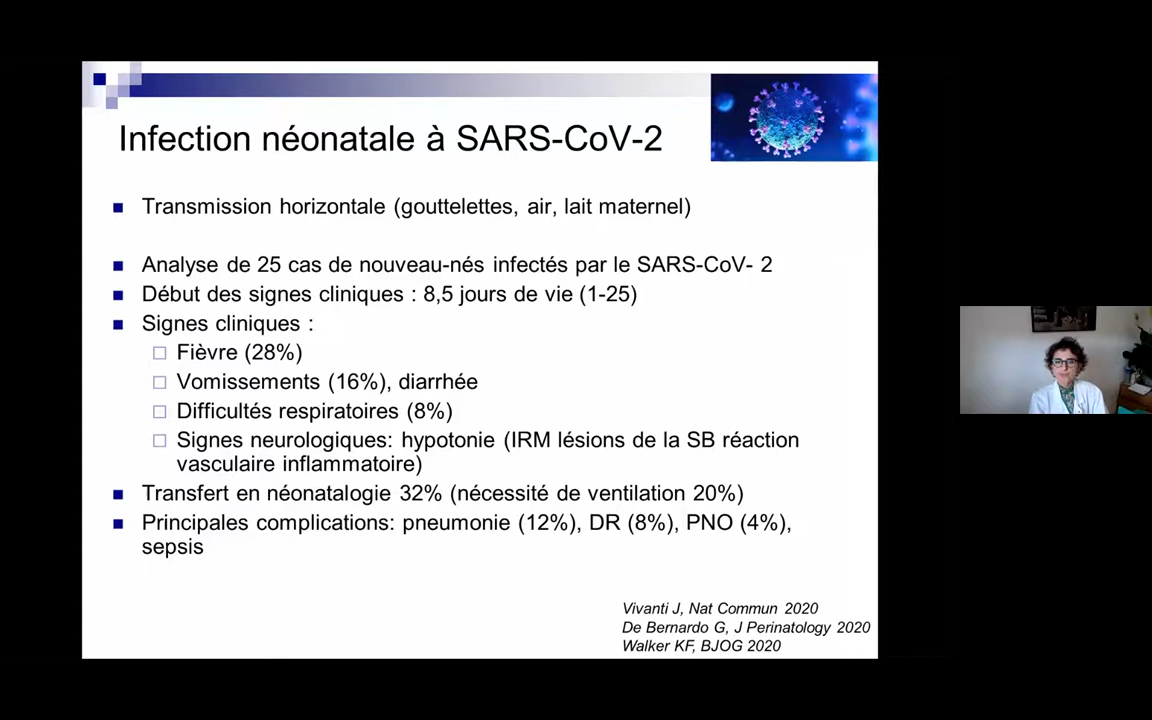 Infection néonatale à SARS-CoV-2
Transmission horizontale (gouttelettes, air, lait maternel)
Analyse de 25 cas de nouveau-nés infectés par le SARS-CoV- 2
Début des signes cliniques : 8,5 jours de vie (1-25)
Signes cliniques :
Fièvre (28%)
Vomissements (16%), diarrhée
Difficultés respiratoires (8%)
Signes neurologiques: hypotonie (IRM lésions de la SB réaction
vasculaire inflammatoire)
Transfert en néonatalogie 32% (nécessité de ventilation 20%)
Principales complications: pneumonie (12%), DR (8%), PNO (4%),
sepsis
Vivanti J, Nat Commun 2020
De Bernardo G, J Perinatology 2020
Walker KF, BJOG 2020